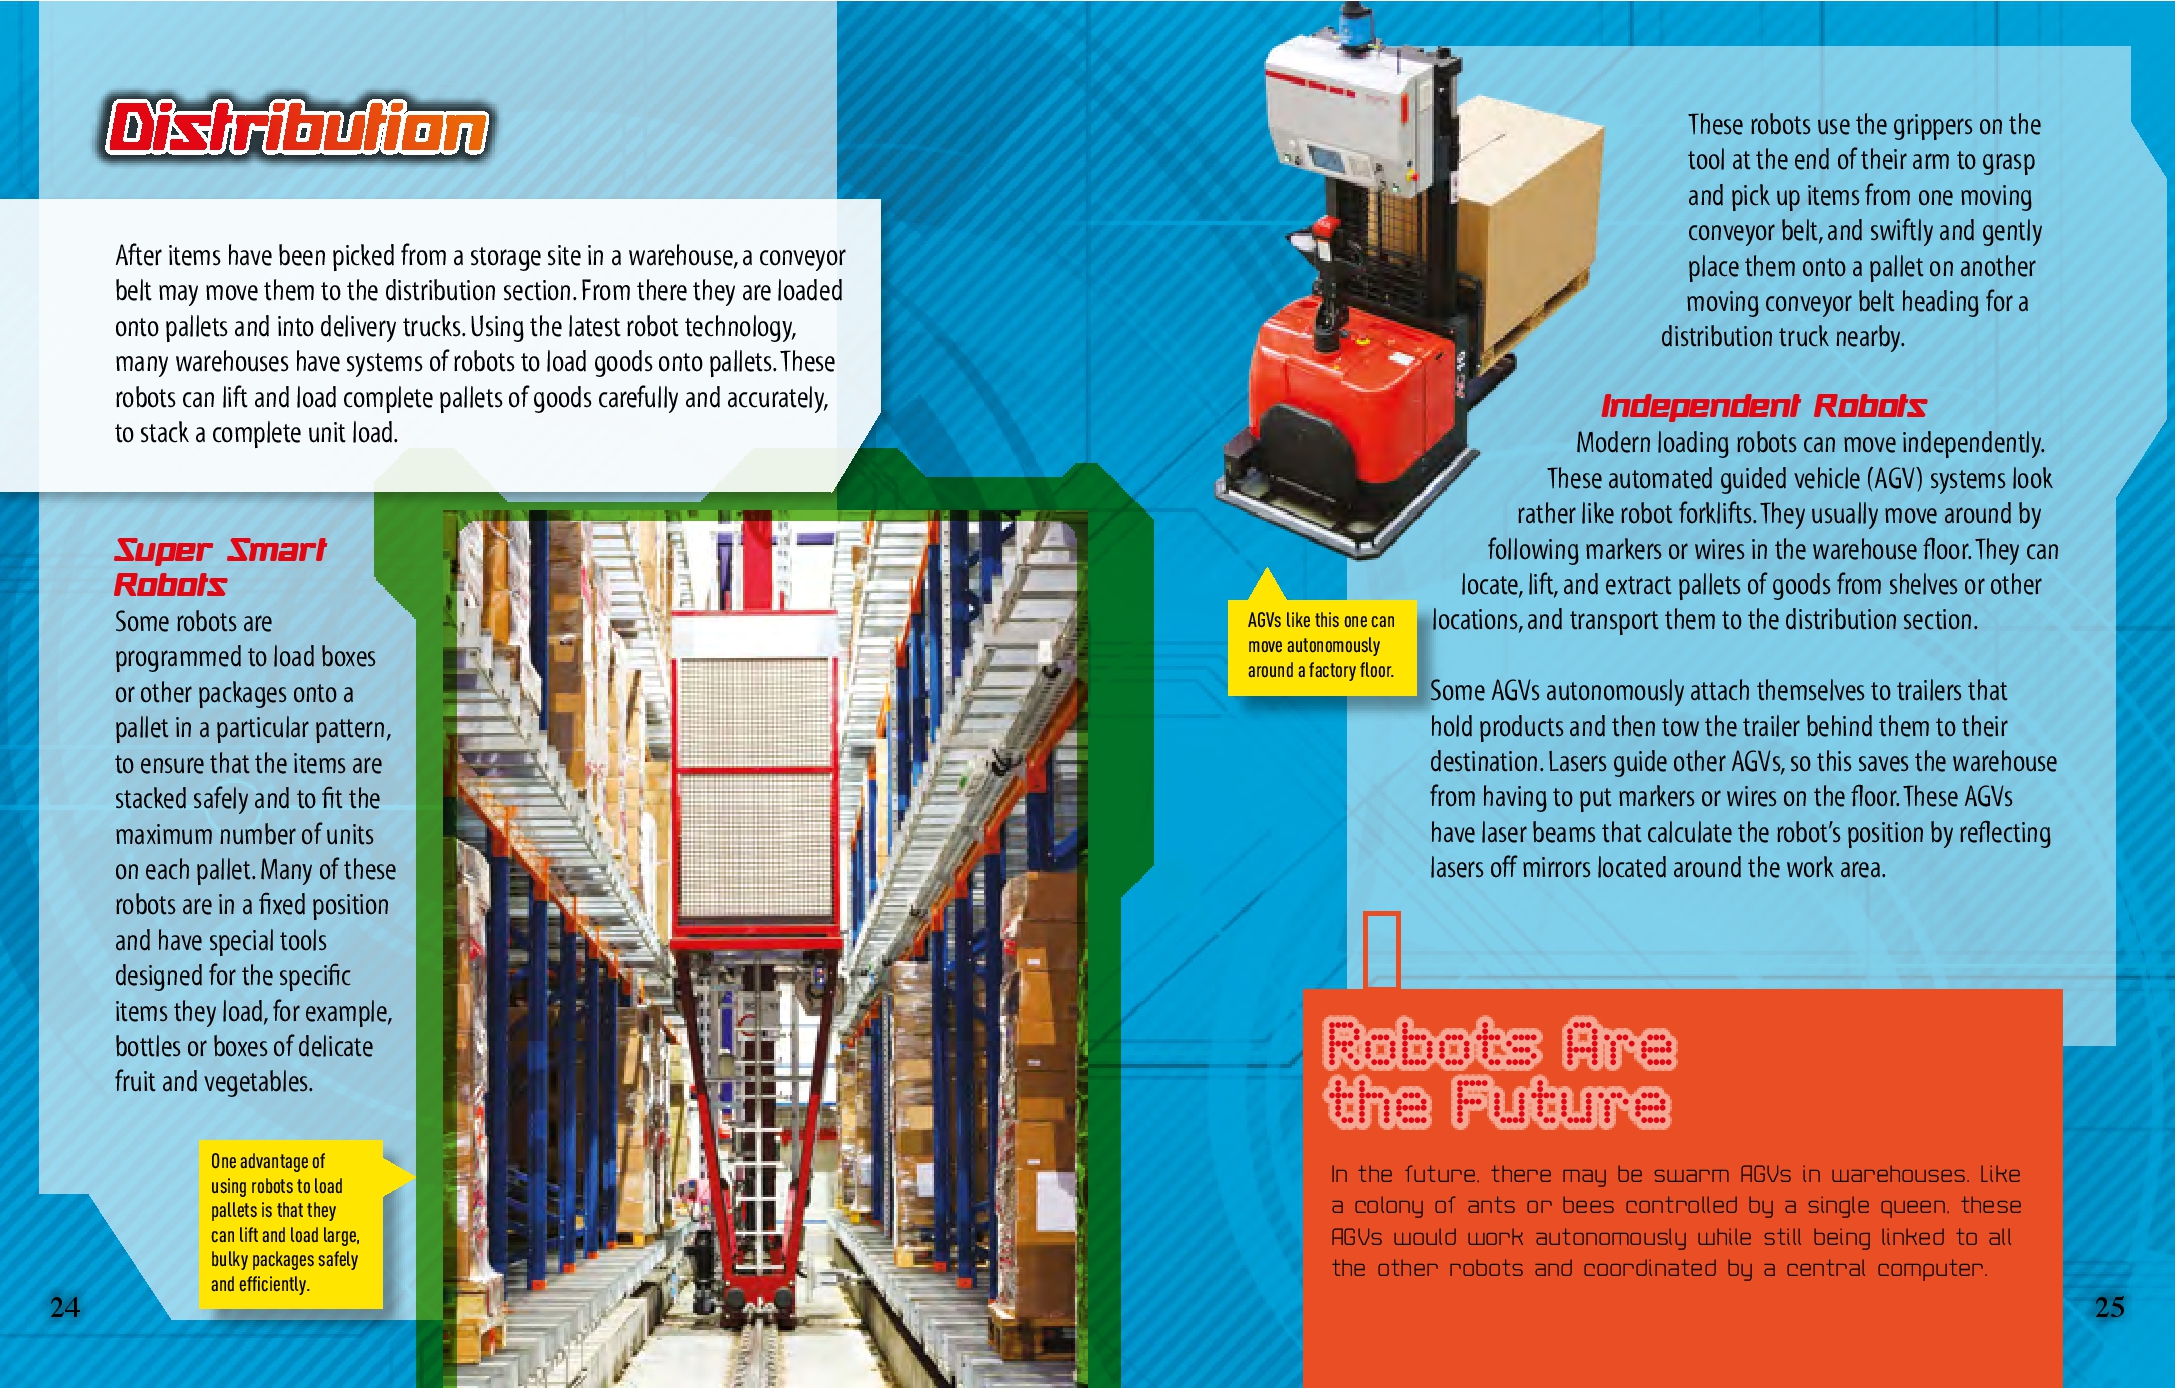 Distribution
After items have been picked from a storage site in a warehouse, a conveyor
belt may move them to the distribution section. From there they are loaded
onto pallets and into delivery trucks. Using the latest robot technology,
many warehouses have systems of robots to load goods onto pallets. These
robots can lift and load complete pallets of goods carefully and accurately,
to stack a complete unit load.
Super Smart
Robots
Some robots are
programmed to load boxes
or other packages onto a
pallet in a particular pattern,
to ensure that the items are
stacked safely and to fit the
maximum number of units
on each pallet. Many of these
robots are in a fixed position
and have special tools
designed for the specific
items they load, for example,
bottles or boxes of delicate
fruit and vegetables.
One advantage of
using robots to load
pallets is that they
can lift and load large,
bulky packages safely
and efficiently.
24
These robots use the grippers on the
tool at the end of their arm to grasp
and pick up items from one moving
conveyor belt, and swiftly and gently
place them onto a pallet on another
moving conveyor belt heading for a
distribution truck nearby.
Independent Robots
Modern loading robots can move independently.
These automated guided vehicle (AGV) systems look
rather like robot forklifts. They usually move around by
following markers or wires in the warehouse floor. They can
locate, lift, and extract pallets of goods from shelves or other
locations, and transport them to the distribution section.
AGVs like this one can
move autonomously
around a factory floor.
Some AGVs autonomously attach themselves to trailers that
hold products and then tow the trailer behind them to their
destination. Lasers guide other AGVs, so this saves the warehouse
from having to put markers or wires on the floor. These AGVs
have laser beams that calculate the robot's position by reflecting
lasers off mirrors located around the work area.
Robots Are
the Future
In the future, there may be swarm AGVs in warehouses. Like
a colony of ants or bees controlled by a single queen, these
AGVs would work autonomously while still being linked to all
the other robots and coordinated by a central computer.
25